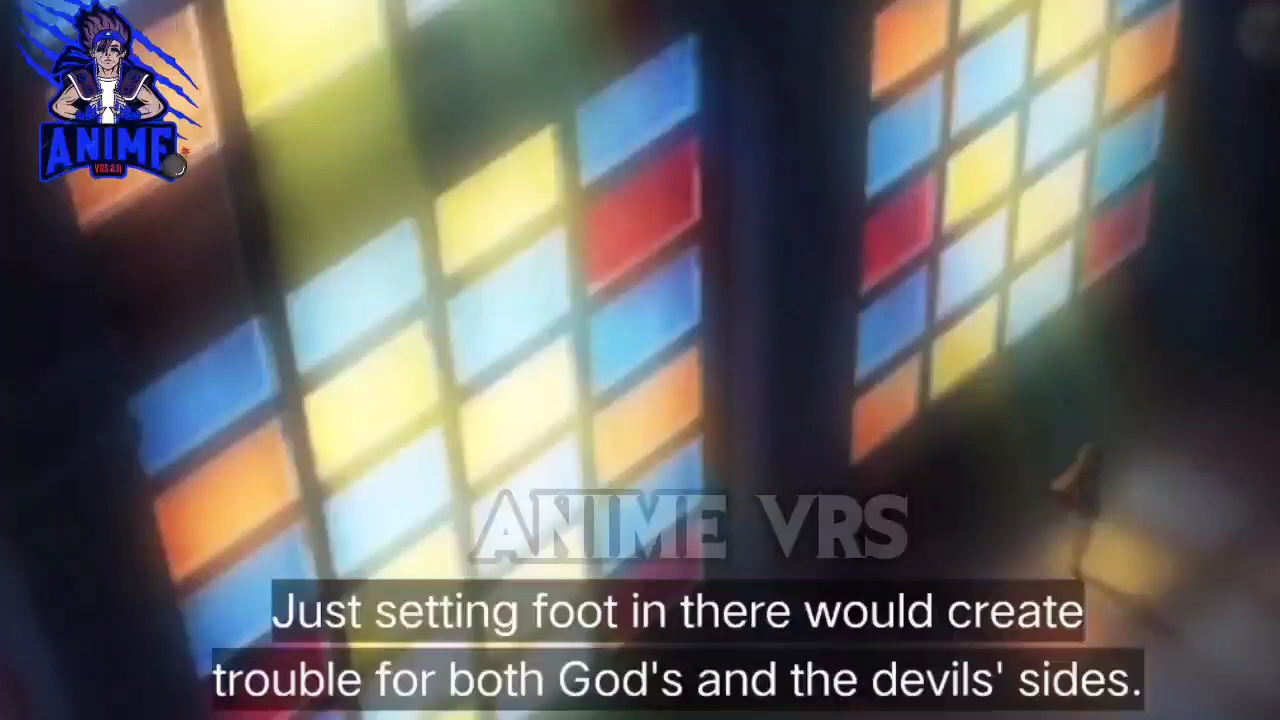 ANIME
ANIME VRS
Just setting foot in there would create
trouble for both God's and the devils' sides.